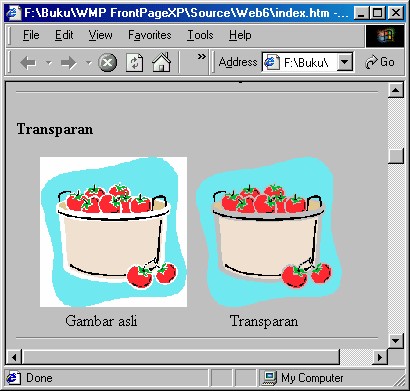 F:\Buku\WMP FrontPageXP\Source\Web6\index.htm -...
File Edit View Favorites Tools Help
» Address F:\Buku\ Go
Transparan
Gambar asli Transparan
Done My Computer